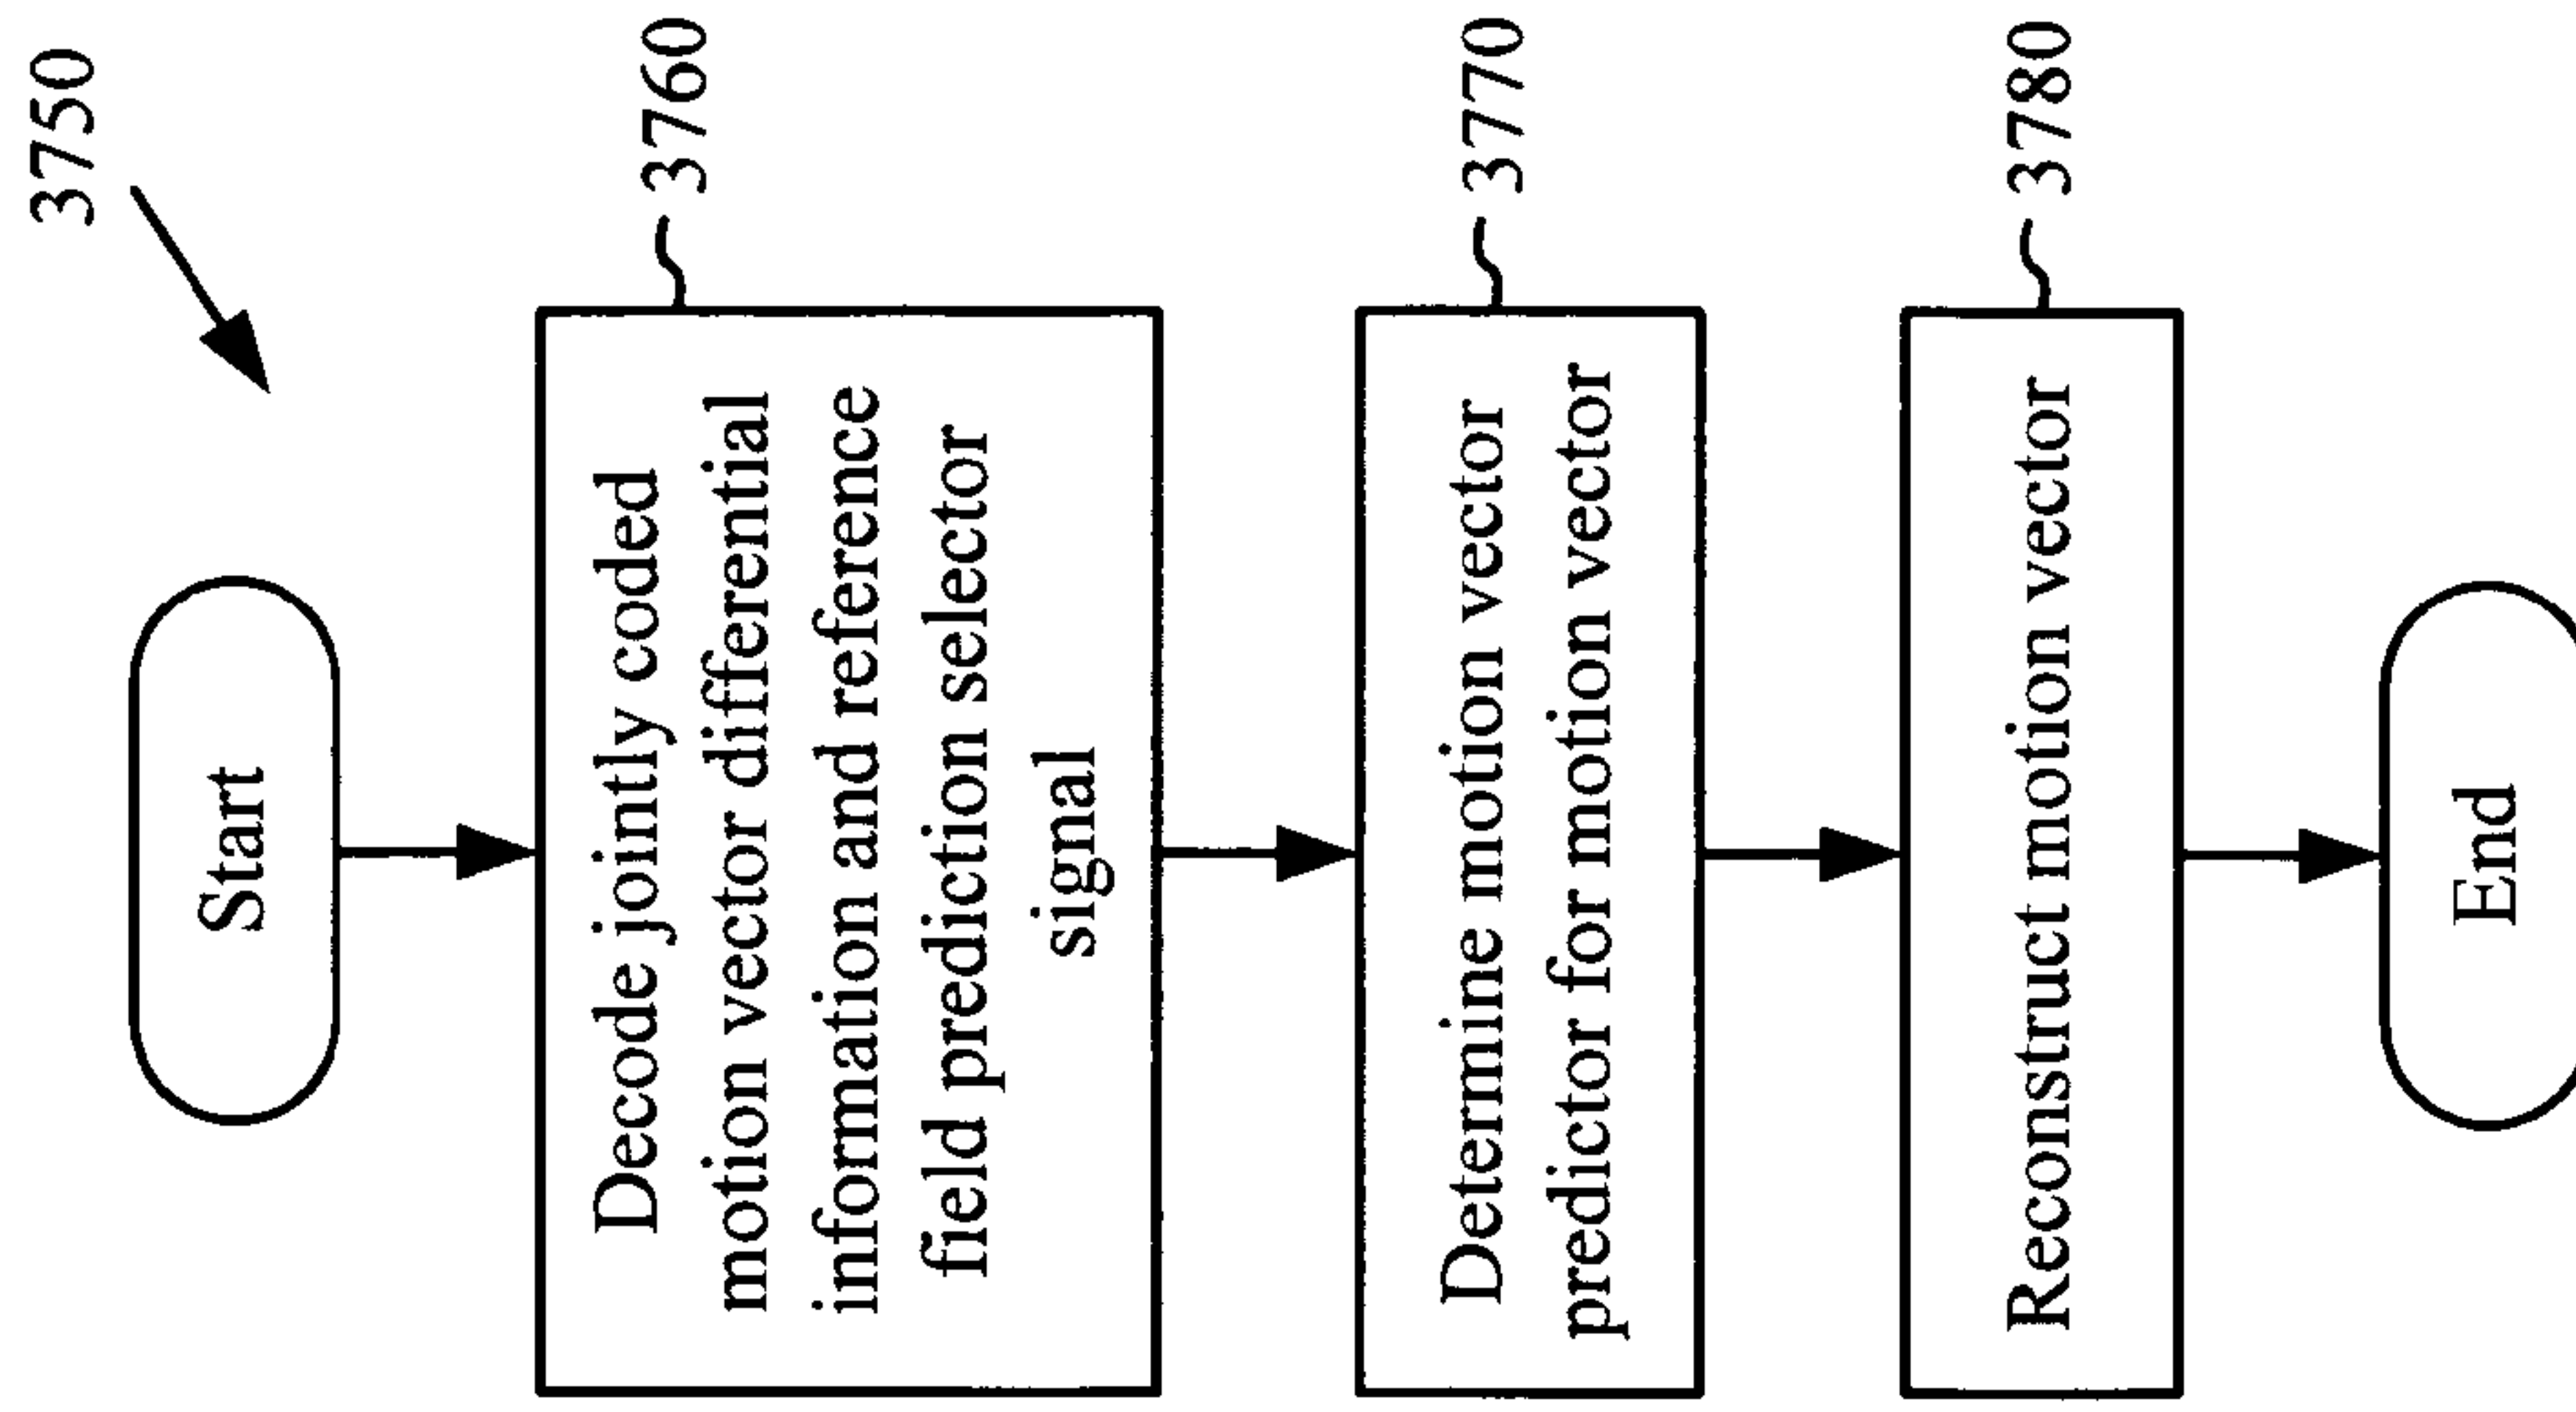 3750
Start
Decode jointly coded
motion vector differential
information and reference
field prediction selector
signal
3760
Determine motion vector
predictor for motion vector
3770
Reconstruct motion vector
3780
End